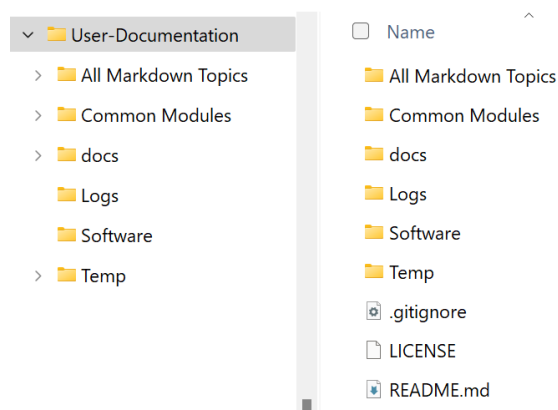 User-Documentation
All Markdown Topics
Common Modules
docs
Logs
Software
Temp
Name
All Markdown Topics
Common Modules
docs
Logs
Software
Temp
.gitignore
LICENSE
README.md